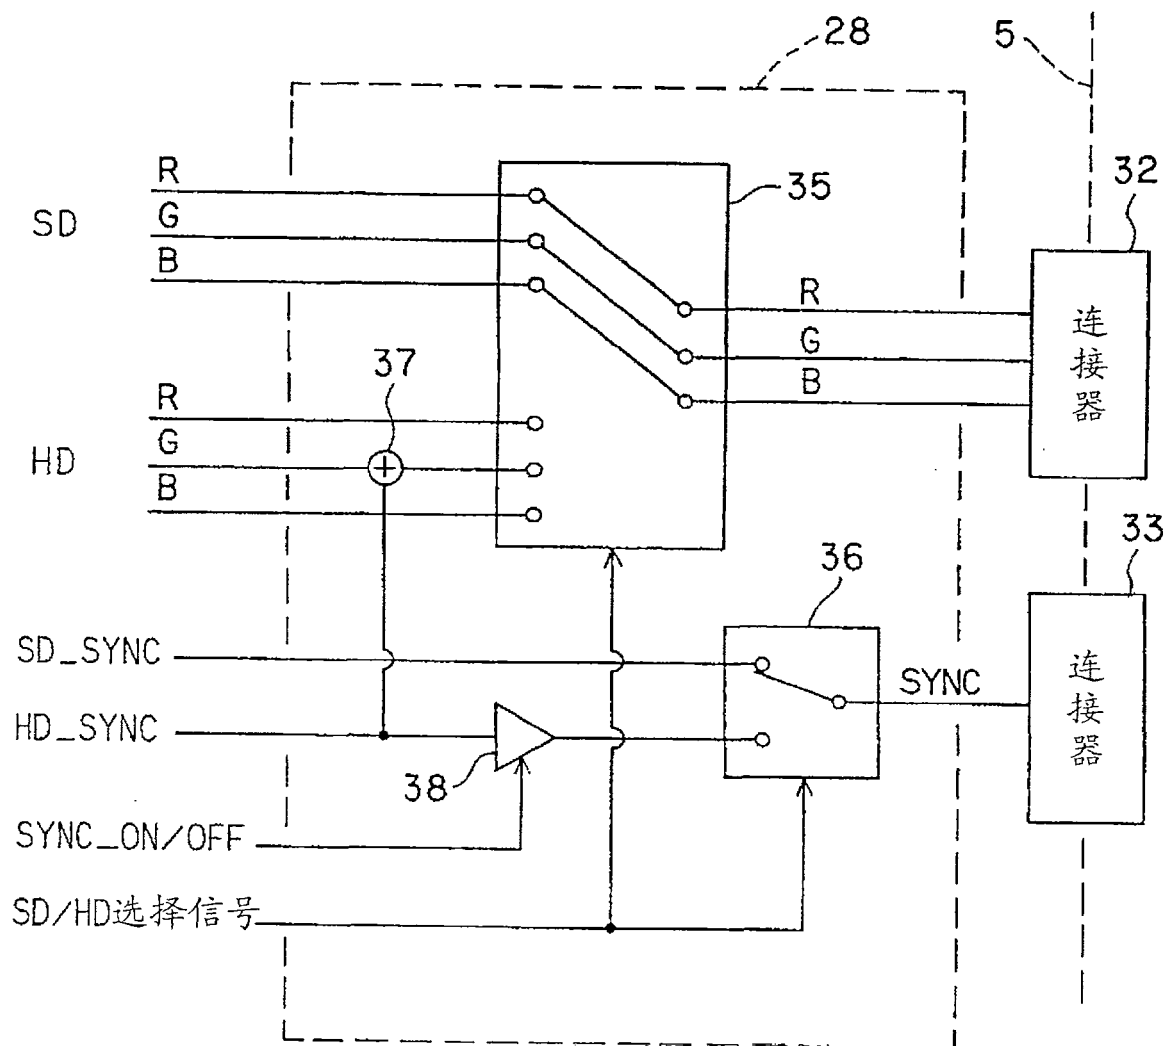 28
5
R
35
32
SD
G
B
R
连接器
G
37
B
R
G
HD
+
B
33
36
SD_SYNC
SYNC
连接器
HD_SYNC
38
SYNC_ON/OFF
SD/HD选择信号